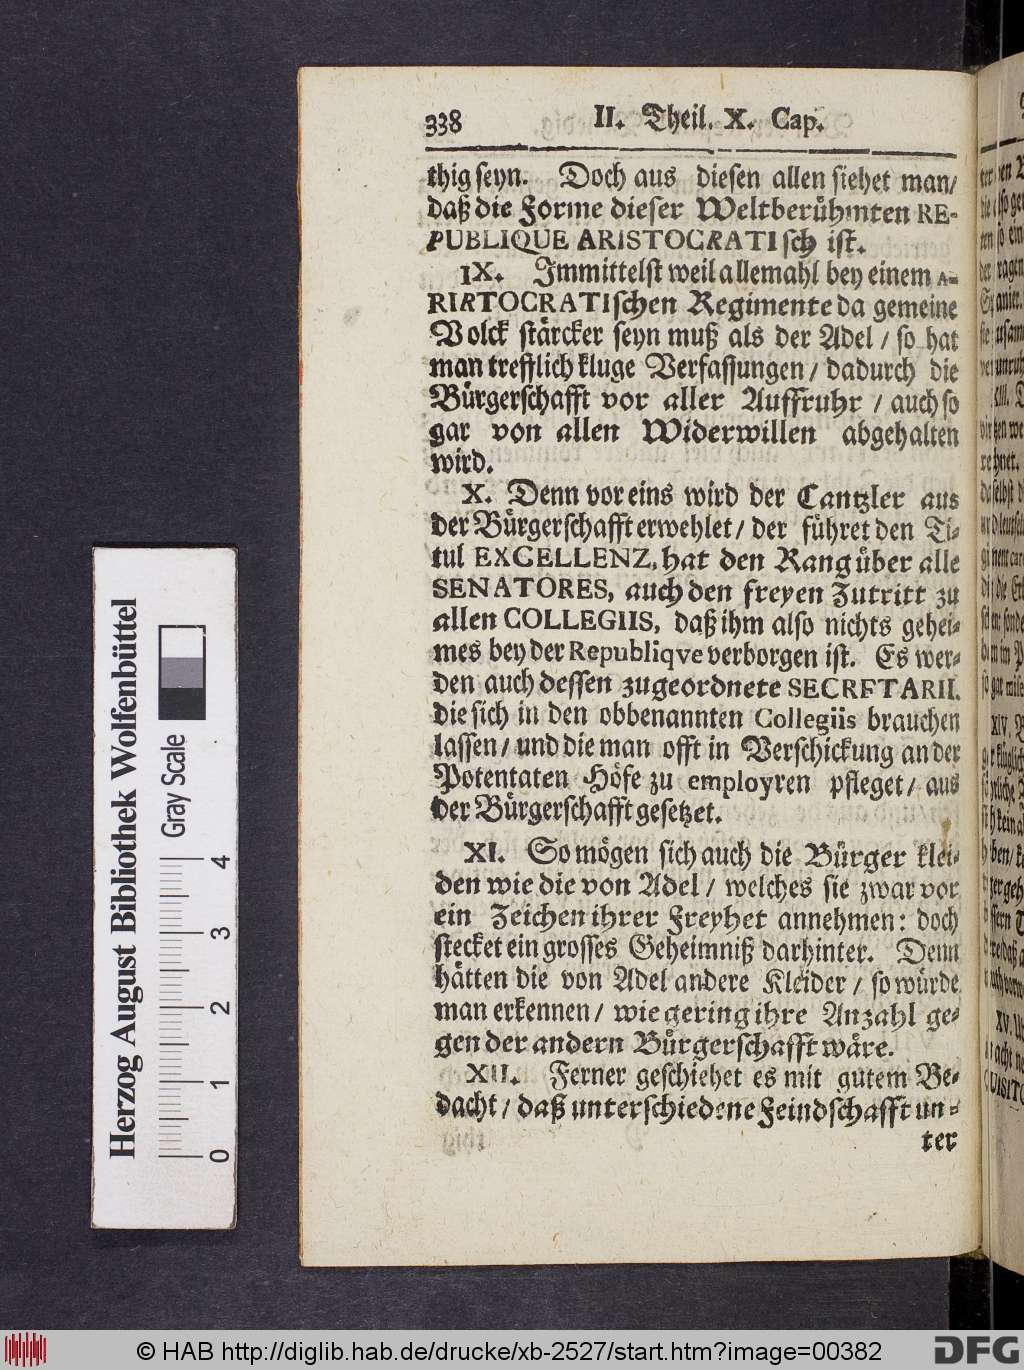 338 II. Theil. X. Cap.
thig seyn. Doch aus diesen allen siehet man/
daß die Forme dieser Weltberühmten RE-
PUBLIQUE ARISTOCRATIsch ist.
IX. Immittelst weil allemahl bey einem A-
RIRTOCRATIschen Regimente da gemeine
Volck stärcker seyn muß als der Adel / so hat
man trefflich kluge Verfassungen / dadurch die
Bürgerschafft vor aller Auffruhr / auch so
gar von allen Widerwillen abgehalten
wird.
X. Denn vor eins wird der Cantzler aus
der Bürgerschafft erwehlet / der führet den Ti-
tul EXCELLENZ, hat den Rang über alle
SENATORES, auch den freyen Zutritt zu
allen COLLEGIIS, daß ihm also nichts gehei-
mes bey der Republiqve verborgen ist. Es wer-
den auch dessen zugeordnete SECRETARII.
die sich in den obbenannten Collegiis brauchen
lassen / und die man offt in Verschickung an der
Potentaten Höfe zu employren pfleget / aus
der Bürgerschafft gesetzet.
XI. So mögen sich auch die Bürger klei-
den wie die von Adel / welches sie zwar vor
ein Zeichen ihrer Freyhet annehmen: doch
stecket ein grosses Geheimniß darhinter. Denn
hätten die von Adel andere Kleider / so würde
man erkennen / wie gering ihre Anzahl ge-
gen der andern Bürgerschafft wäre.
XII. Ferner geschiehet es mit gutem Be-
dacht / daß unterschiedene Feindschafft un-
ter
Herzog August Bibliothek Wolfenbüttel
Gray Scale
0 1 2 3 4
© HAB http://diglib.hab.de/drucke/xb-2527/start.htm?image=00382
DFG